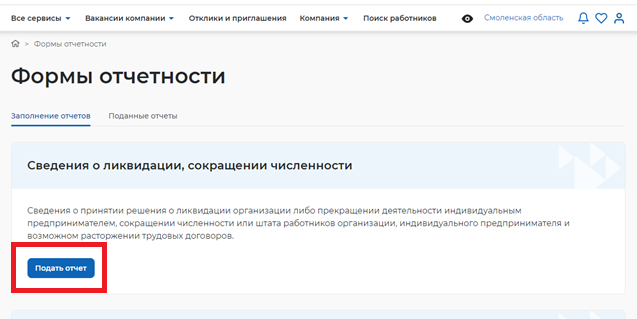 Все сервисы Вакансии компании Отклики и приглашения Компания Поиск работников Смоленская область
> Формы отчетности
Формы отчетности
Заполнение отчетов Поданные отчеты
Сведения о ликвидации, сокращении численности
Сведения о принятии решения о ликвидации организации либо прекращении деятельности индивидуальным
предпринимателем, сокращении численности или штата работников организации, индивидуального предпринимателя и
возможном расторжении трудовых договоров.
Подать отчет